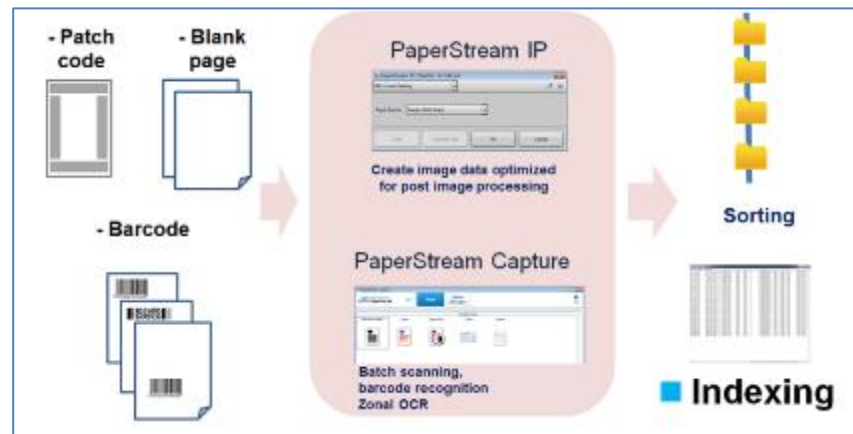 - Patch
code
- Blank
page
- Barcode
PaperStream IP
Create image data optimized
for post image processing
PaperStream Capture
Batch scanning,
barcode recognition
Zonal OCR
Sorting
Indexing